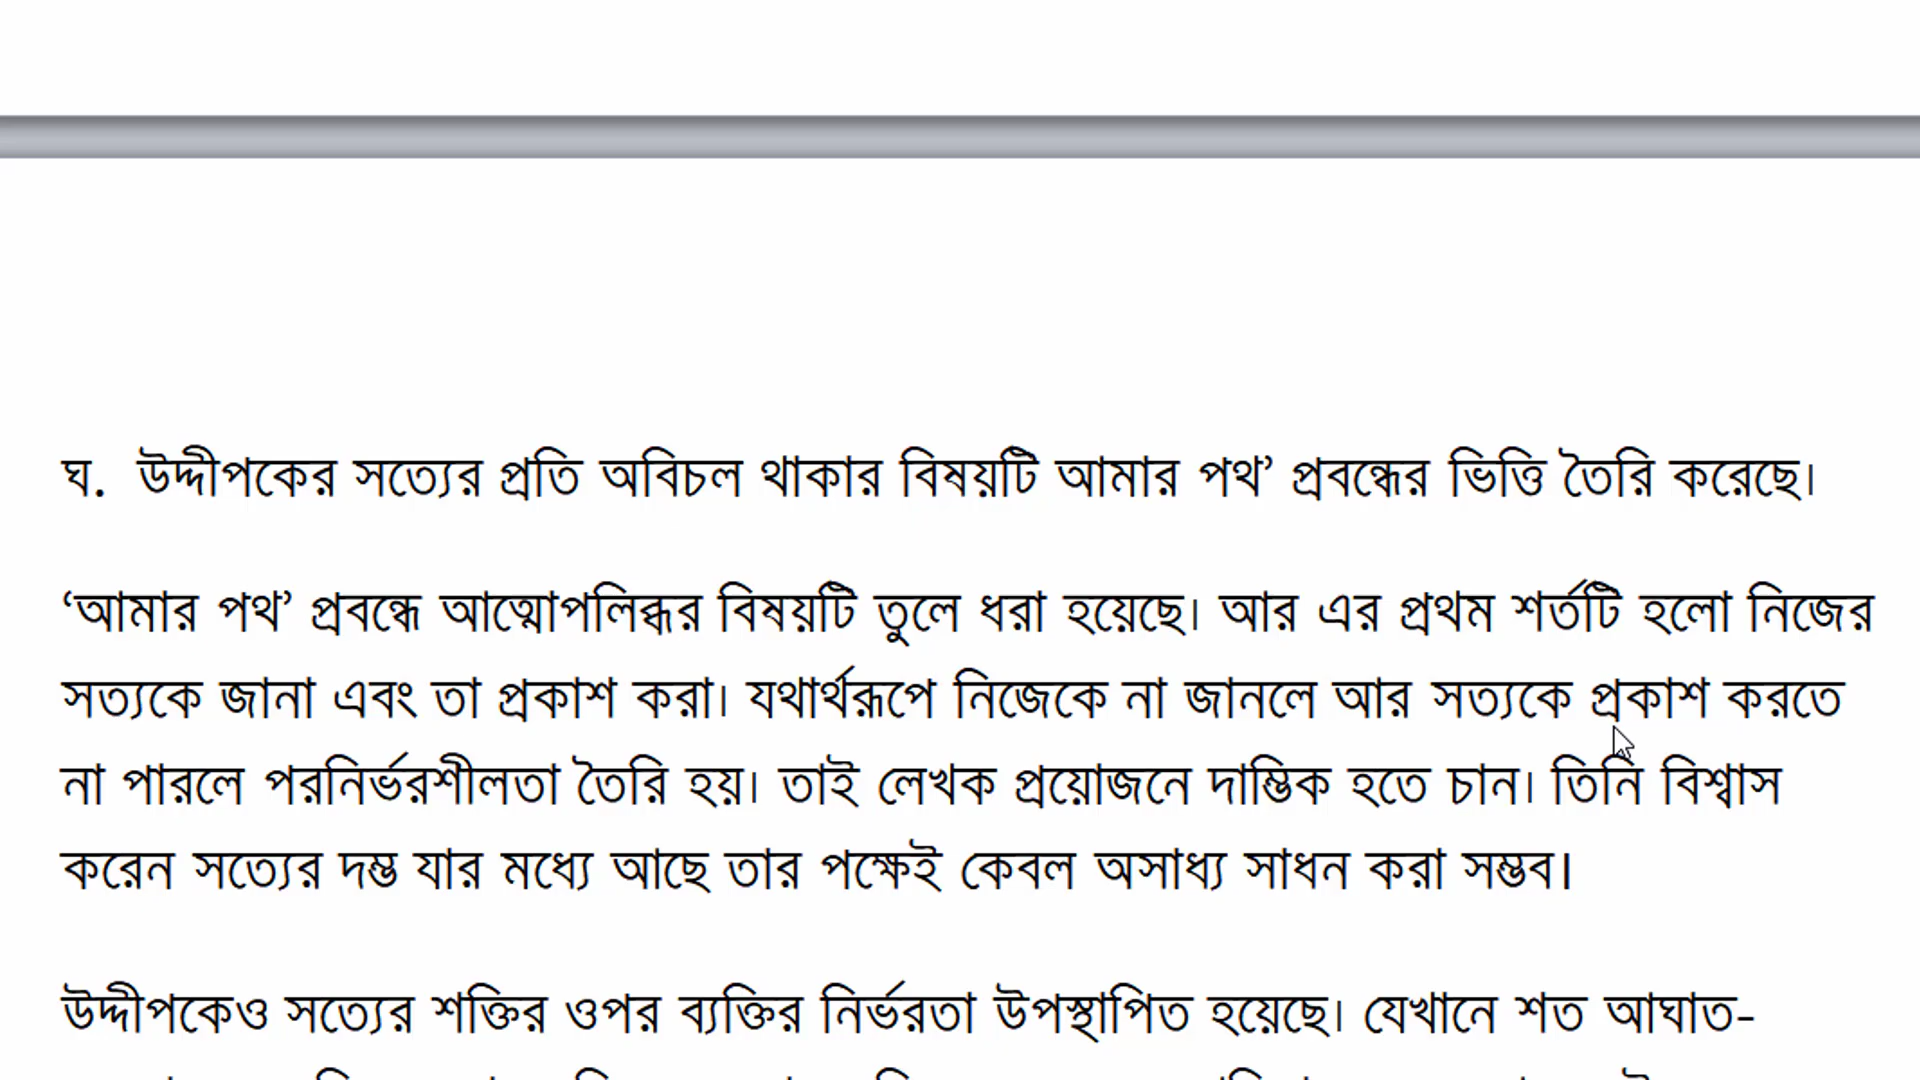 ঘ. উদ্দীপকের সত্যের প্রতি অবিচল থাকার বিষয়টি আমার পথ’ প্রবন্ধের ভিত্তি তৈরি করেছে।
‘আমার পথ’ প্রবন্ধে আত্মোপলিব্ধর বিষয়টি তুলে ধরা হয়েছে। আর এর প্রথম শর্তটি হলো নিজের
সত্যকে জানা এবং তা প্রকাশ করা। যথার্থরূপে নিজেকে না জানলে আর সত্যকে প্রকাশ করতে
না পারলে পরনির্ভরশীলতা তৈরি হয়। তাই লেখক প্রয়োজনে দাম্ভিক হতে চান। তিনি বিশ্বাস
করেন সত্যের দম্ভ যার মধ্যে আছে তার পক্ষেই কেবল অসাধ্য সাধন করা সম্ভব।
উদ্দীপকেও সত্যের শক্তির ওপর ব্যক্তির নির্ভরতা উপস্থাপিত হয়েছে। যেখানে শত আঘাত-